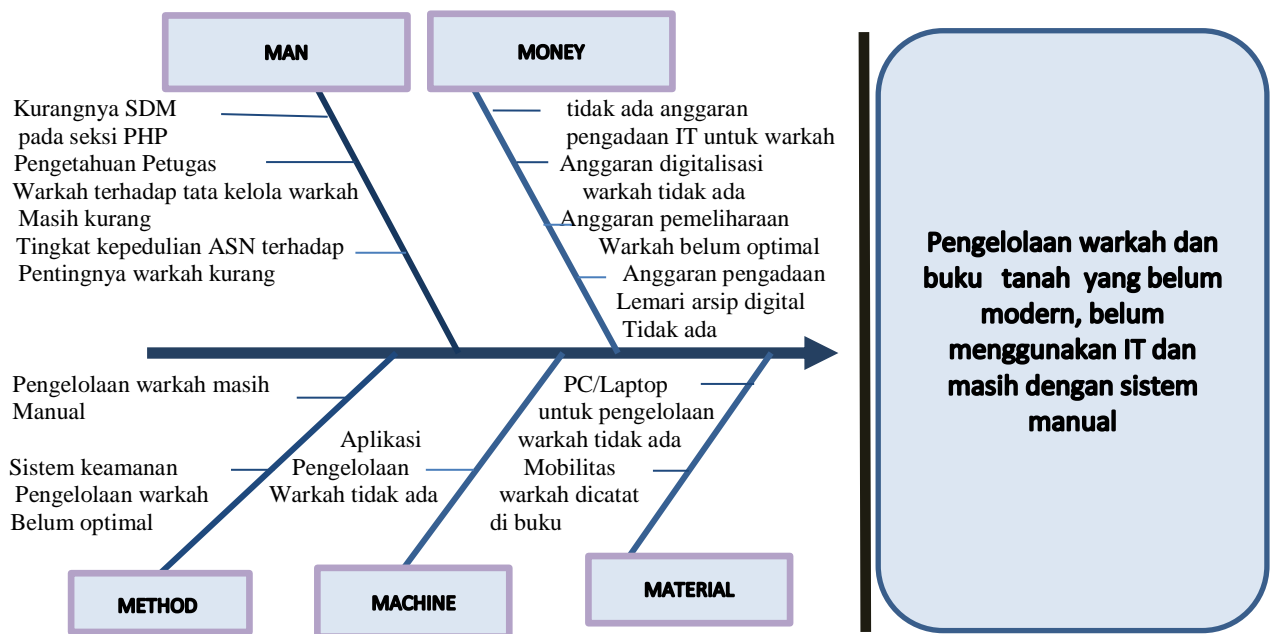 MAN
Kurangnya SDM
pada seksi PHP
Pengetahuan Petugas
Warkah terhadap tata kelola warkah
Masih kurang
Tingkat kepedulian ASN terhadap
Pentingnya warkah kurang
MONEY
tidak ada anggaran
pengadaan IT untuk warkah
Anggaran digitalisasi
warkah tidak ada
Anggaran pemeliharaan
Warkah belum optimal
Anggaran pengadaan
Lemari arsip digital
Tidak ada
Pengelolaan warkah masih
Manual
Sistem keamanan
Pengelolaan warkah
Belum optimal
METHOD
Aplikasi
Pengelolaan
Warkah tidak ada
MACHINE
PC/Laptop
untuk pengelolaan
warkah tidak ada
Mobilitas
warkah dicatat
di buku
MATERIAL
Pengelolaan warkah dan
buku tanah yang belum
modern, belum
menggunakan IT dan
masih dengan sistem
manual